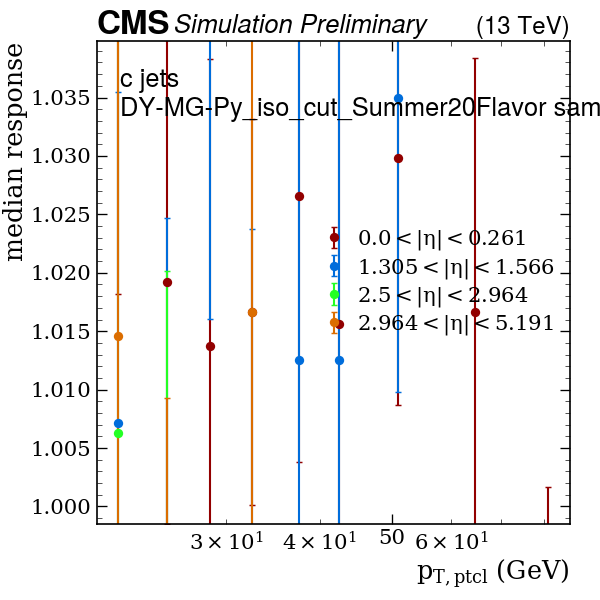 CMS Simulation Preliminary (13 TeV)
c jets
DY-MG-Py_iso_cut_Summer20Flavor sam
median response
1.035
1.030
1.025
1.020
1.015
1.010
1.005
1.000
0.0 < |η| < 0.261
1.305 < |η| < 1.566
2.5 < |η| < 2.964
2.964 < |η| < 5.191
3 × 10¹ 4 × 10¹ 50 6 × 10¹
p_{T, ptcl} (GeV)